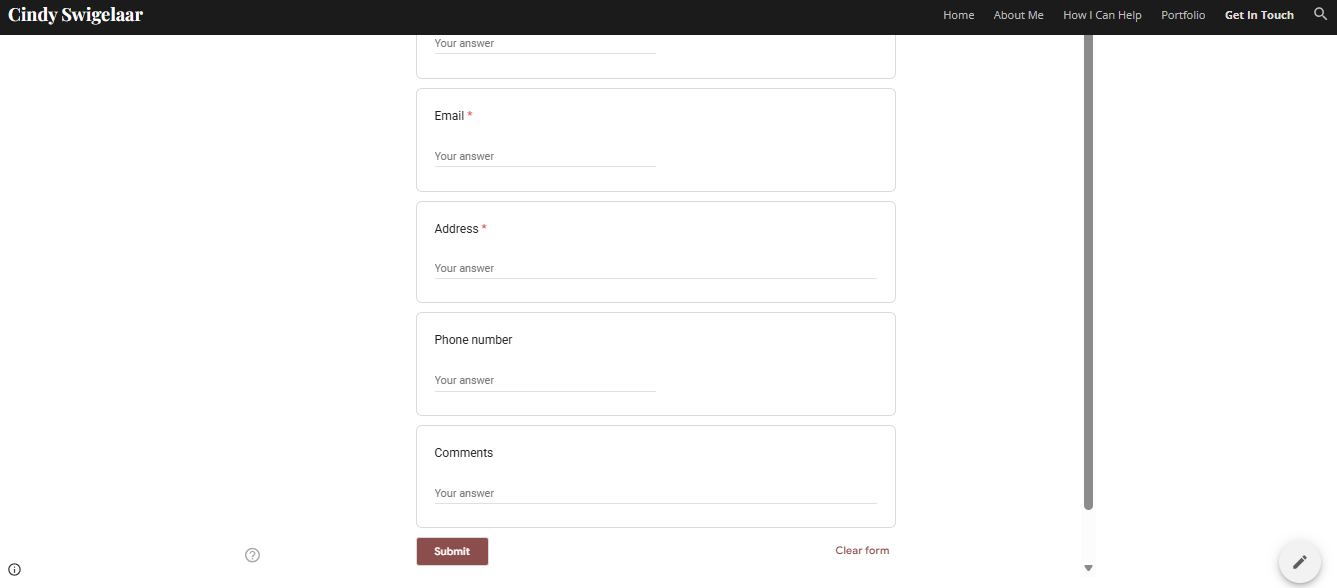 Cindy Swigelaar
Home About Me How I Can Help Portfolio Get In Touch
Your answer
Email *
Your answer
Address *
Your answer
Phone number
Your answer
Comments
Your answer
Submit
Clear form